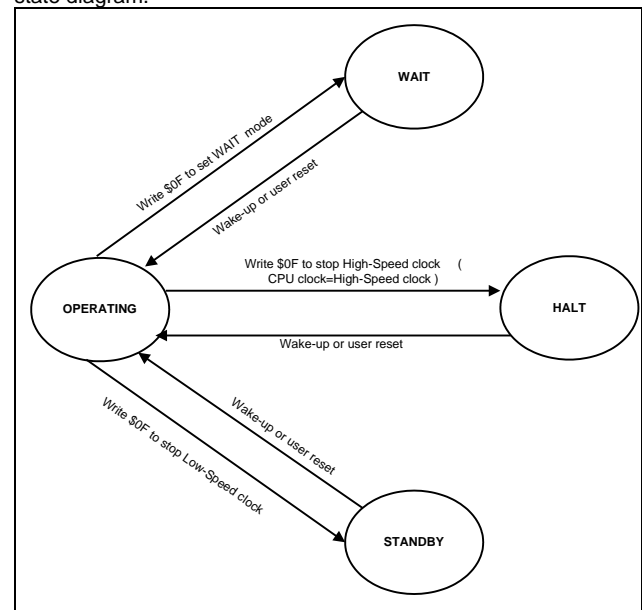 state diagram.
WAIT
Write $0F to set WAIT mode
Wake-up or user reset
Write $0F to stop High-Speed clock (
CPU clock=High-Speed clock )
OPERATING
HALT
Wake-up or user reset
Wake-up or user reset
Write $0F to stop Low-Speed clock
STANDBY